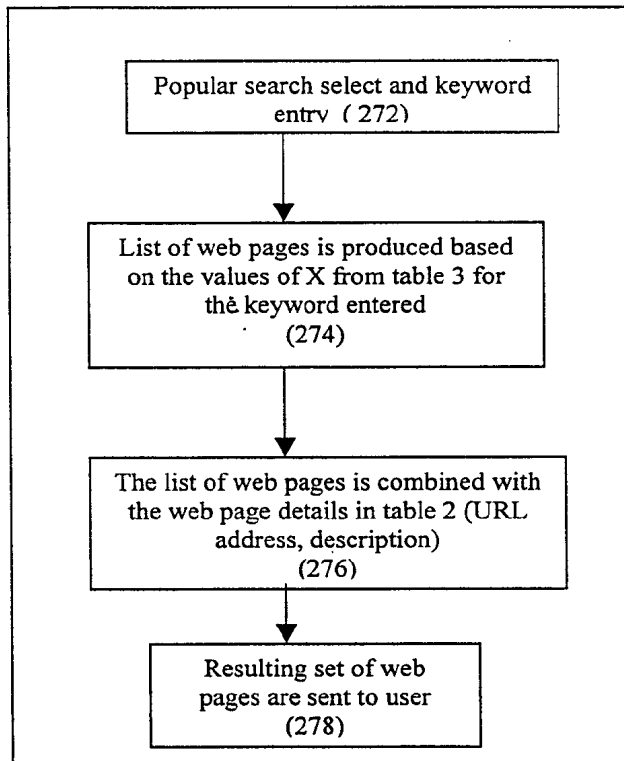 Popular search select and keyword
entry ( 272)
List of web pages is produced based
on the values of X from table 3 for
the keyword entered
(274)
The list of web pages is combined with
the web page details in table 2 (URL
address, description)
(276)
Resulting set of web
pages are sent to user
(278)